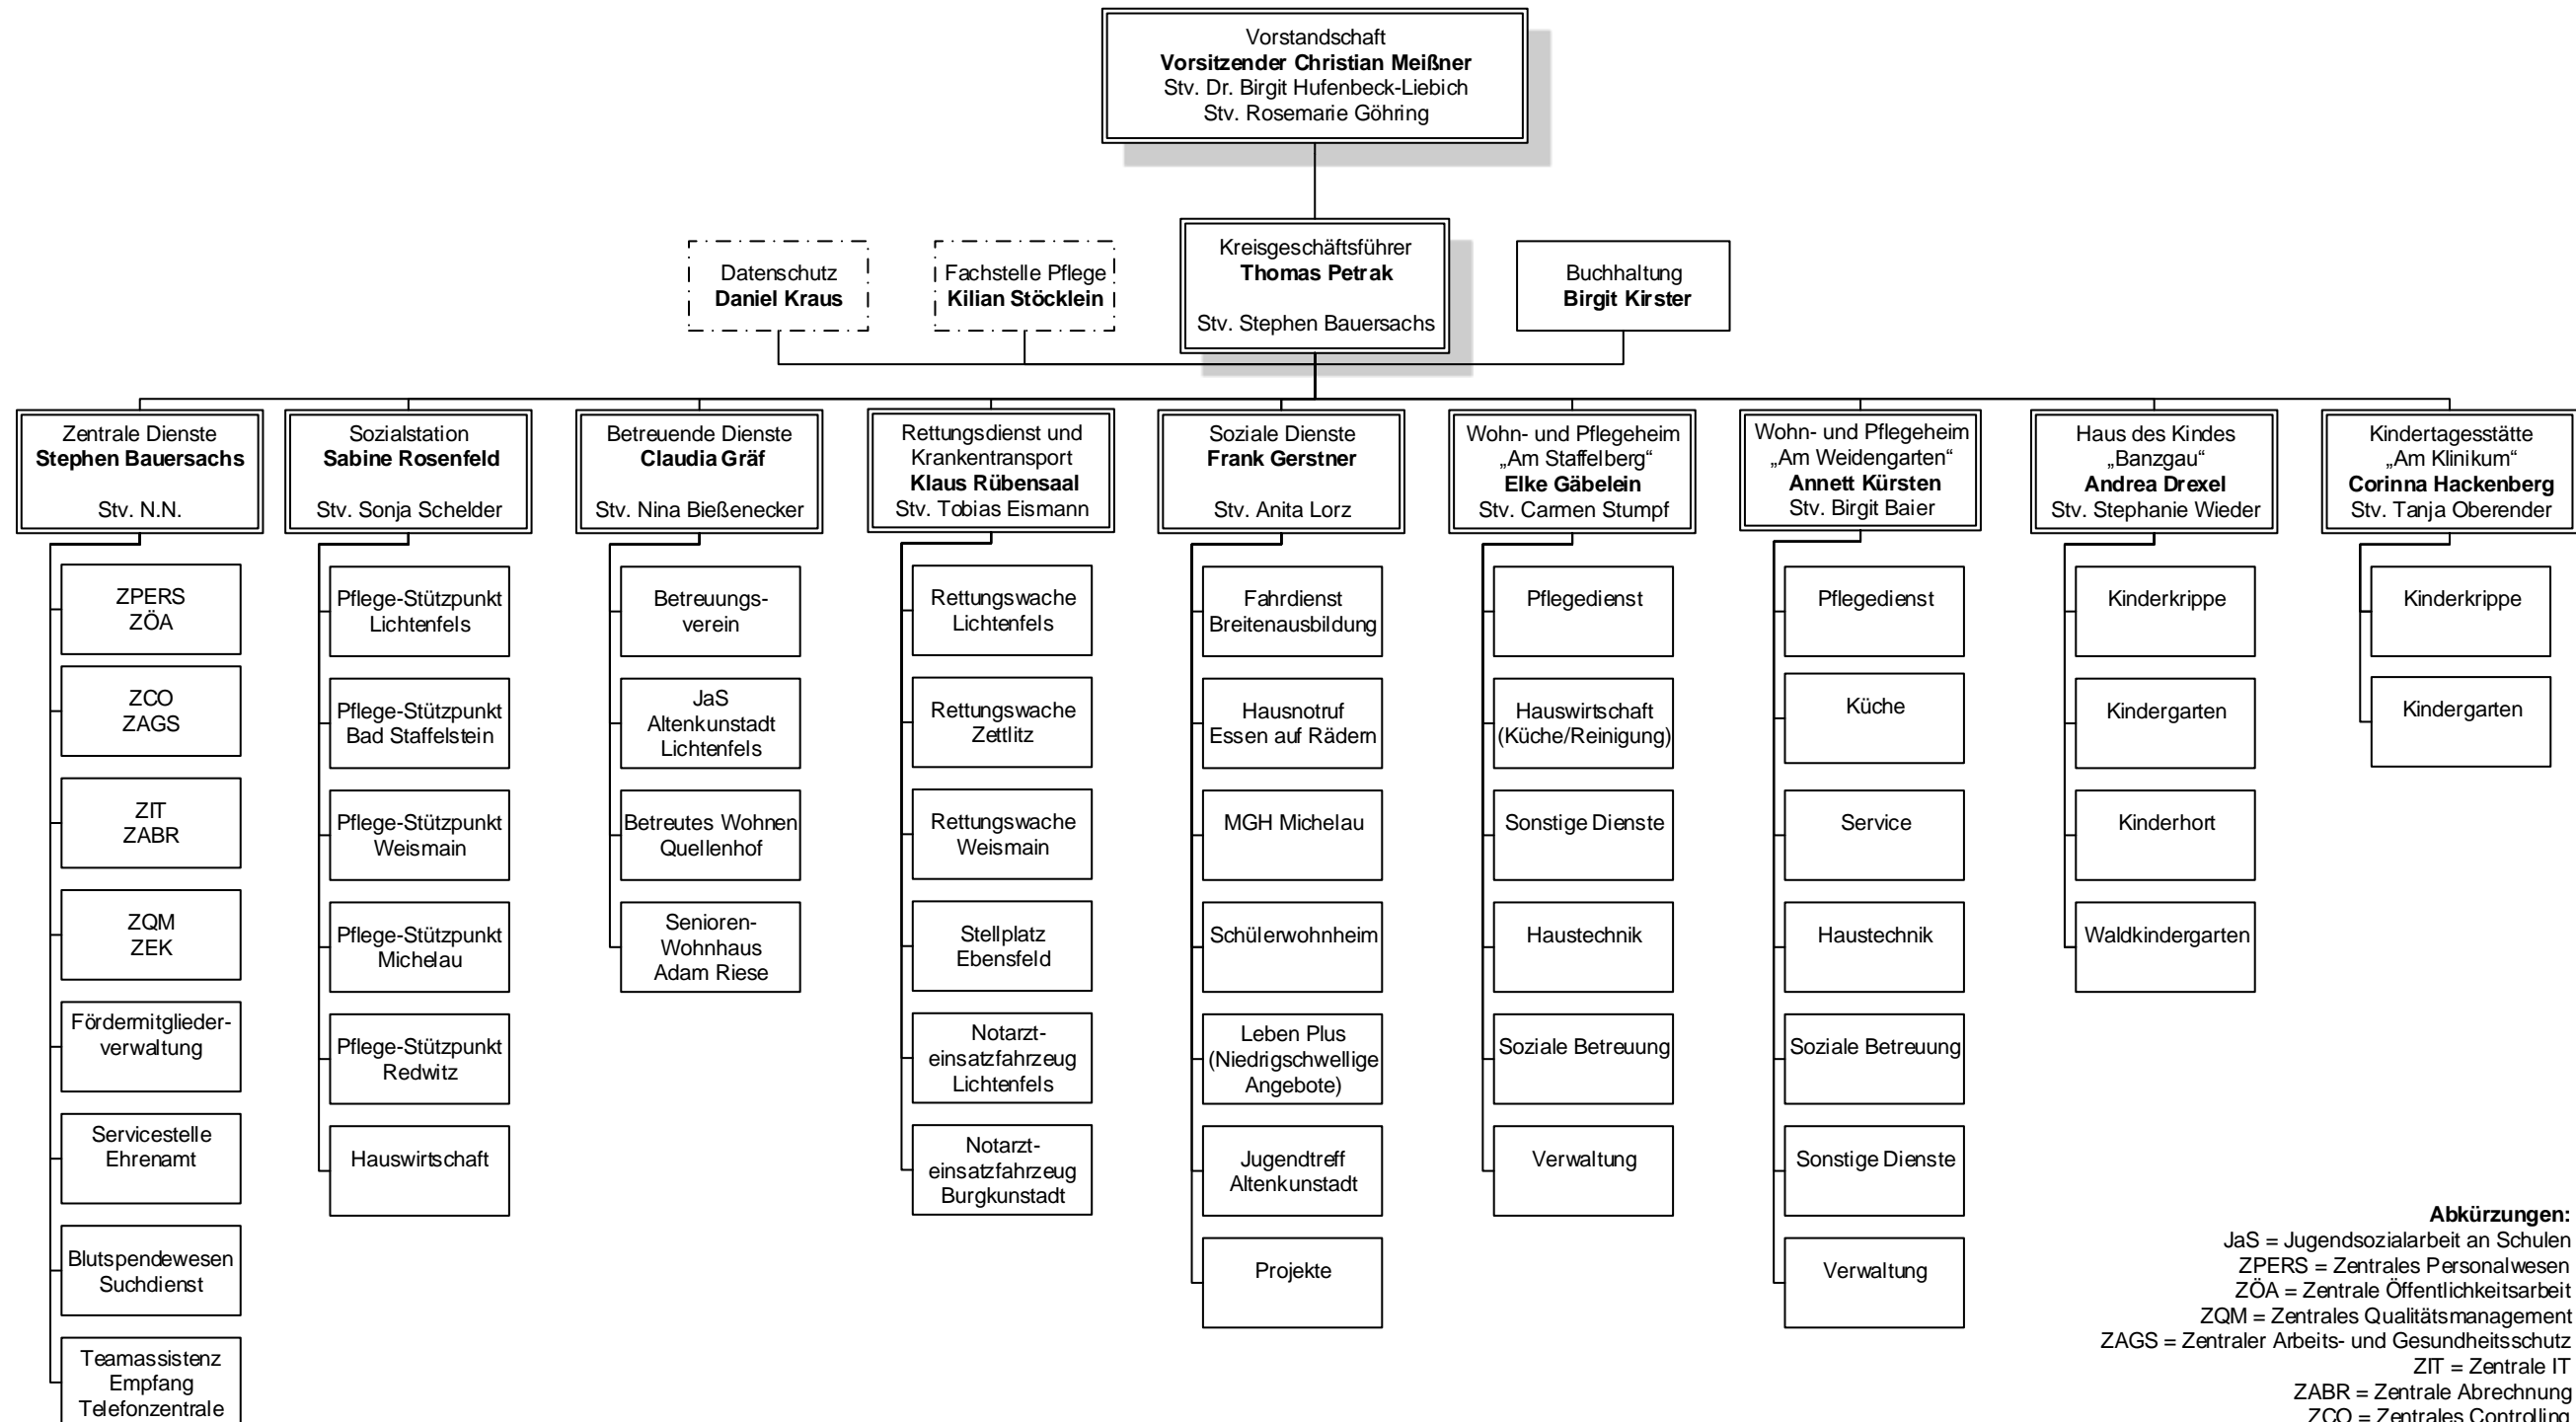 Vorstandschaft
Vorsitzender Christian Meißner
Stv. Dr. Birgit Hufenbeck-Liebich
Stv. Rosemarie Göhring
Datenschutz
Daniel Kraus
Fachstelle Pflege
Kilian Stöcklein
Kreisgeschäftsführer
Thomas Petrak
Stv. Stephen Bauersachs
Buchhaltung
Birgit Kirster
Zentrale Dienste
Stephen Bauersachs
Stv. N.N.
Sozialstation
Sabine Rosenfeld
Stv. Sonja Schelder
Betreuende Dienste
Claudia Gräf
Stv. Nina Bießenecker
Rettungsdienst und
Krankentransport
Klaus Rübensaal
Stv. Tobias Eismann
Soziale Dienste
Frank Gerstner
Stv. Anita Lorz
Wohn- und Pflegeheim
„Am Staffelberg“
Elke Gäbelein
Stv. Carmen Stumpf
Wohn- und Pflegeheim
„Am Weidengarten“
Annett Kürsten
Stv. Birgit Baier
Haus des Kindes
„Banzgau“
Andrea Drexel
Stv. Stephanie Wieder
Kindertagesstätte
„Am Klinikum“
Corinna Hackenberg
Stv. Tanja Oberender
ZPERS
ZÖA
ZCO
ZAGS
ZIT
ZABR
ZQM
ZEK
Fördermitglieder-
verwaltung
Servicestelle
Ehrenamt
Blutspendewesen
Suchdienst
Teamassistenz
Empfang
Telefonzentrale
Pflege-Stützpunkt
Lichtenfels
Pflege-Stützpunkt
Bad Staffelstein
Pflege-Stützpunkt
Weismain
Pflege-Stützpunkt
Michelau
Pflege-Stützpunkt
Redwitz
Hauswirtschaft
Betreuungs-
verein
JaS
Altenkunstadt
Lichtenfels
Betreutes Wohnen
Quellenhof
Senioren-
Wohnhaus
Adam Riese
Rettungswache
Lichtenfels
Rettungswache
Zettlitz
Rettungswache
Weismain
Stellplatz
Ebensfeld
Notarzt-
einsatzfahrzeug
Lichtenfels
Notarzt-
einsatzfahrzeug
Burgkunstadt
Fahrdienst
Breitenausbildung
Hausnotruf
Essen auf Rädern
MGH Michelau
Schülerwohnheim
Leben Plus
(Niedrigschwellige
Angebote)
Jugendtreff
Altenkunstadt
Projekte
Pflegedienst
Hauswirtschaft
(Küche/Reinigung)
Sonstige Dienste
Haustechnik
Soziale Betreuung
Verwaltung
Pflegedienst
Küche
Service
Haustechnik
Soziale Betreuung
Sonstige Dienste
Verwaltung
Kinderkrippe
Kindergarten
Kinderhort
Waldkindergarten
Kinderkrippe
Kindergarten
Abkürzungen:
JaS = Jugendsozialarbeit an Schulen
ZPERS = Zentrales Personalwesen
ZÖA = Zentrale Öffentlichkeitsarbeit
ZQM = Zentrales Qualitätsmanagement
ZAGS = Zentraler Arbeits- und Gesundheitsschutz
ZIT = Zentrale IT
ZABR = Zentrale Abrechnung
ZCO = Zentrales Controlling